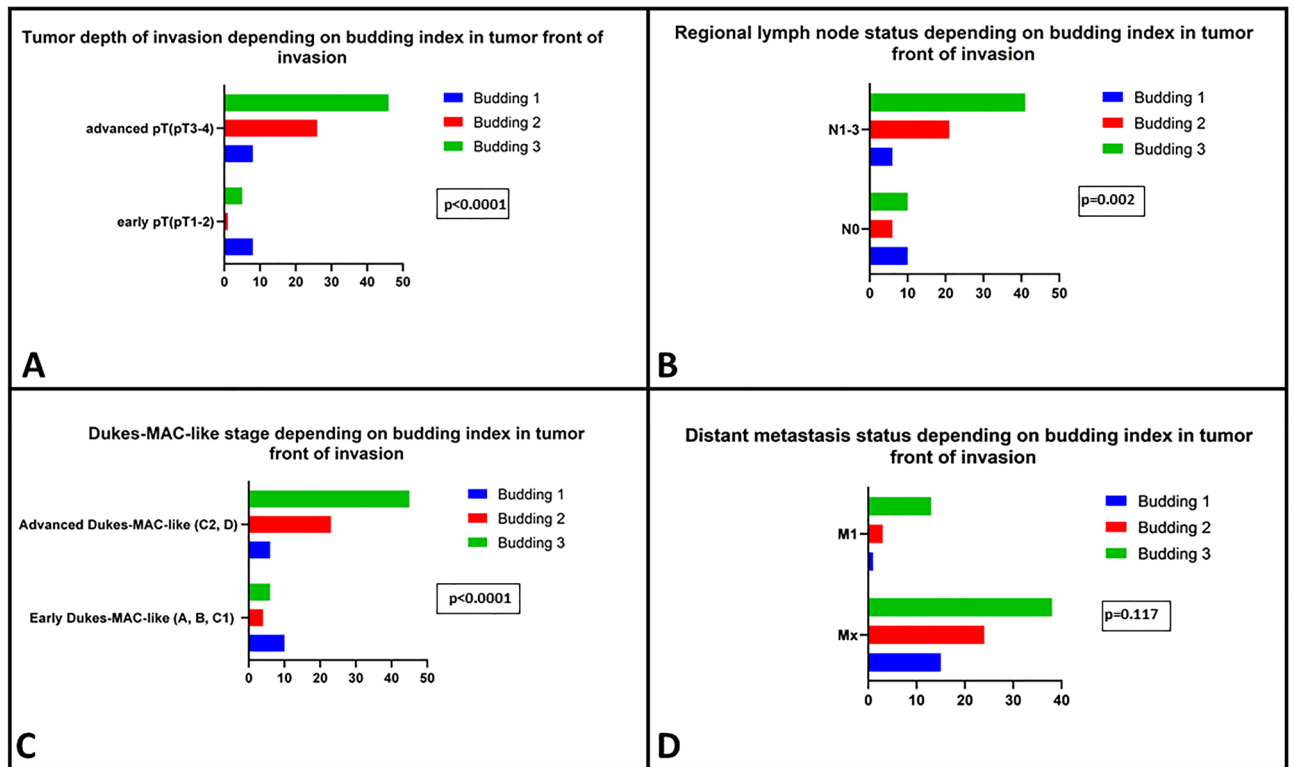 Tumor depth of invasion depending on budding index in tumor front of
invasion
Budding 1
Budding 2
Budding 3
advanced pT(pT3-4)
early pT(pT1-2)
p<0.0001
0 10 20 30 40 50
A
Regional lymph node status depending on budding index in tumor
front of invasion
Budding 1
Budding 2
Budding 3
N1-3
N0
p=0.002
0 10 20 30 40 50
B
Dukes-MAC-like stage depending on budding index in tumor
front of invasion
Budding 1
Budding 2
Budding 3
Advanced Dukes-MAC-like (C2, D)
Early Dukes-MAC-like (A, B, C1)
p<0.0001
0 10 20 30 40 50
C
Distant metastasis status depending on budding index in tumor
front of invasion
Budding 1
Budding 2
Budding 3
M1
Mx
p=0.117
0 10 20 30 40
D